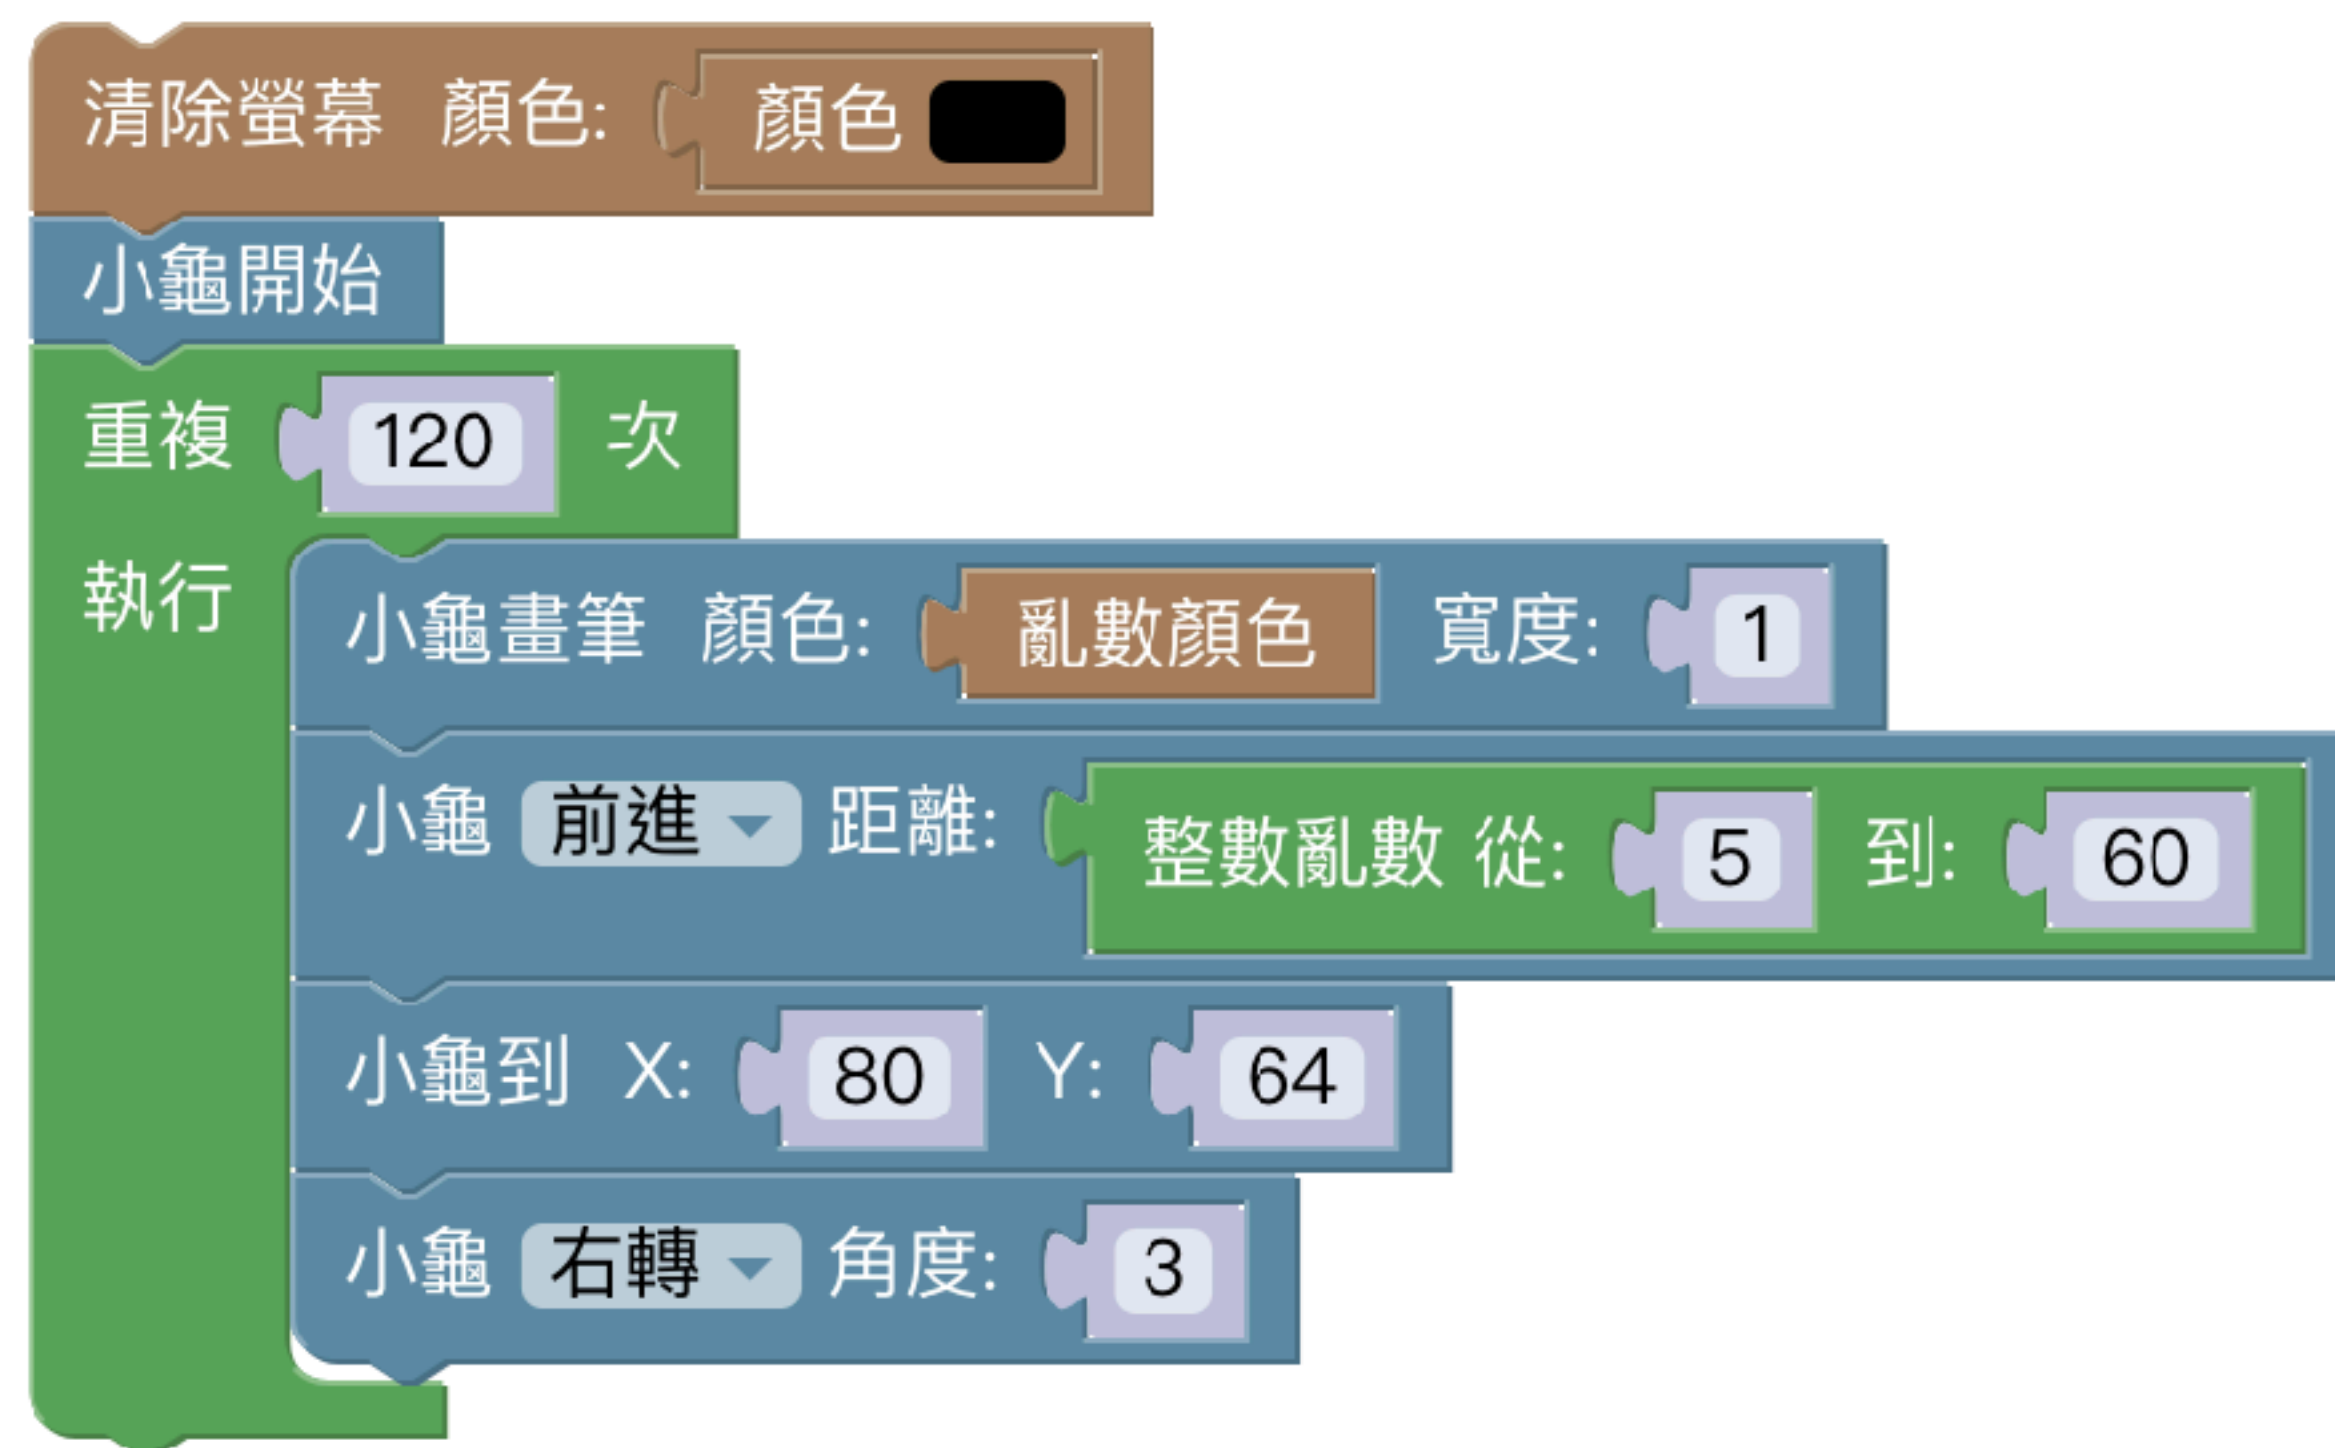 清除螢幕 顏色: 顏色
小龜開始
重複 120 次
執行
小龜畫筆 顏色: 亂數顏色 寬度: 1
小龜 前進 距離: 整數亂數 從: 5 到: 60
小龜到 X: 80 Y: 64
小龜 右轉 角度: 3